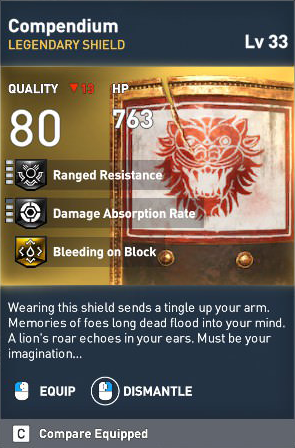 Compendium
LEGENDARY SHIELD
Lv 33
QUALITY ▼13 HP
80 763
Ranged Resistance
Damage Absorption Rate
Bleeding on Block
Wearing this shield sends a tingle up your arm.
Memories of foes long dead flood into your mind.
A lion's roar echoes in your ears. Must be your
imagination...
EQUIP DISMANTLE
C Compare Equipped